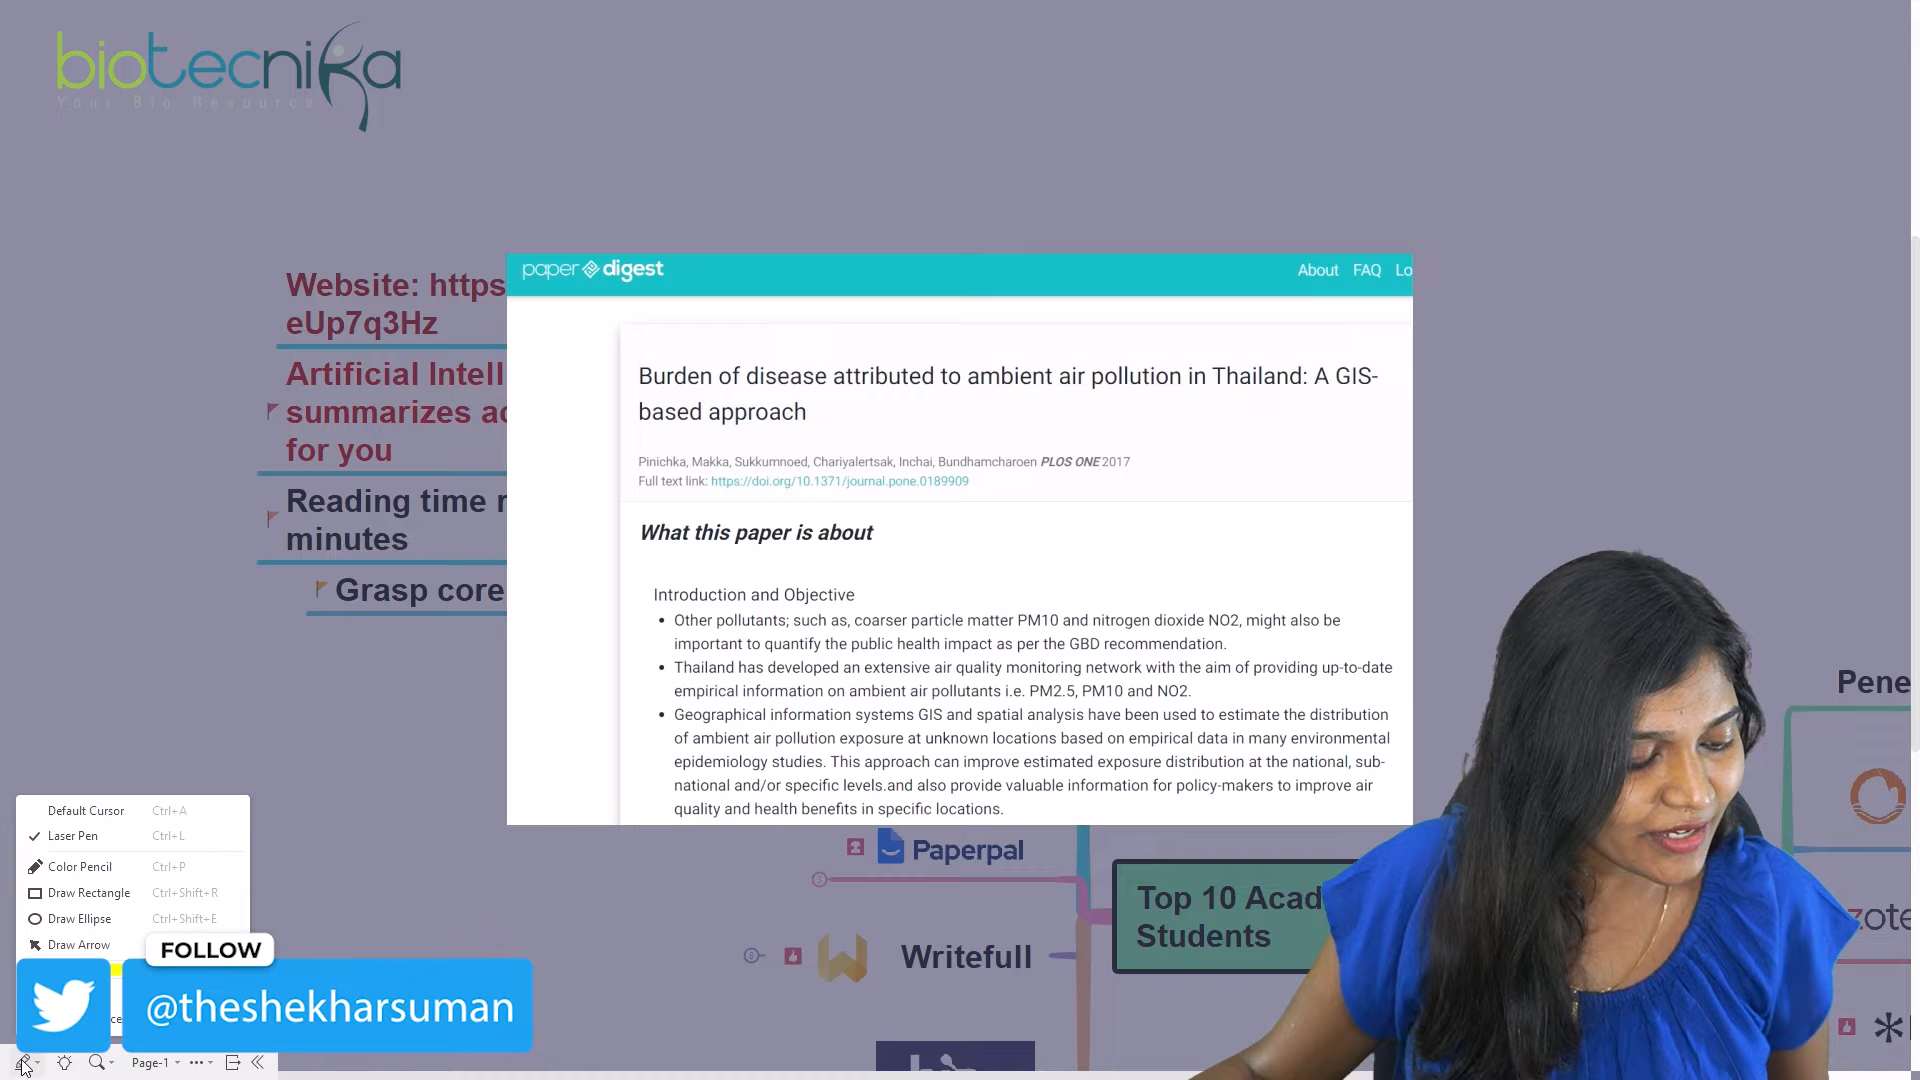 biotecnika
Your Bio Resource
Website: https
eUp7q3Hz
Artificial Intell
summarizes ac
for you
Reading time r
minutes
Grasp core
paper digest
About FAQ Lo
Burden of disease attributed to ambient air pollution in Thailand: A GIS-
based approach
Pinichka, Makka, Sukkumnoed, Chariyalertsak, Inchai, Bundhamcharoen PLOS ONE 2017
Full text link: https://doi.org/10.1371/journal.pone.0189909
What this paper is about
Introduction and Objective
• Other pollutants; such as, coarser particle matter PM10 and nitrogen dioxide NO2, might also be
important to quantify the public health impact as per the GBD recommendation.
• Thailand has developed an extensive air quality monitoring network with the aim of providing up-to-date
empirical information on ambient air pollutants i.e. PM2.5, PM10 and NO2.
• Geographical information systems GIS and spatial analysis have been used to estimate the distribution
of ambient air pollution exposure at unknown locations based on empirical data in many environmental
epidemiology studies. This approach can improve estimated exposure distribution at the national, sub-
national and/or specific levels.and also provide valuable information for policy-makers to improve air
quality and health benefits in specific locations.
Pene
Paperpal
Top 10 Acad
Students
Writefull
zote
Default Cursor Ctrl+A
Laser Pen Ctrl+L
Color Pencil Ctrl+P
Draw Rectangle Ctrl+Shift+R
Draw Ellipse Ctrl+Shift+E
Draw Arrow
FOLLOW
@theshekharsuman
Page-1